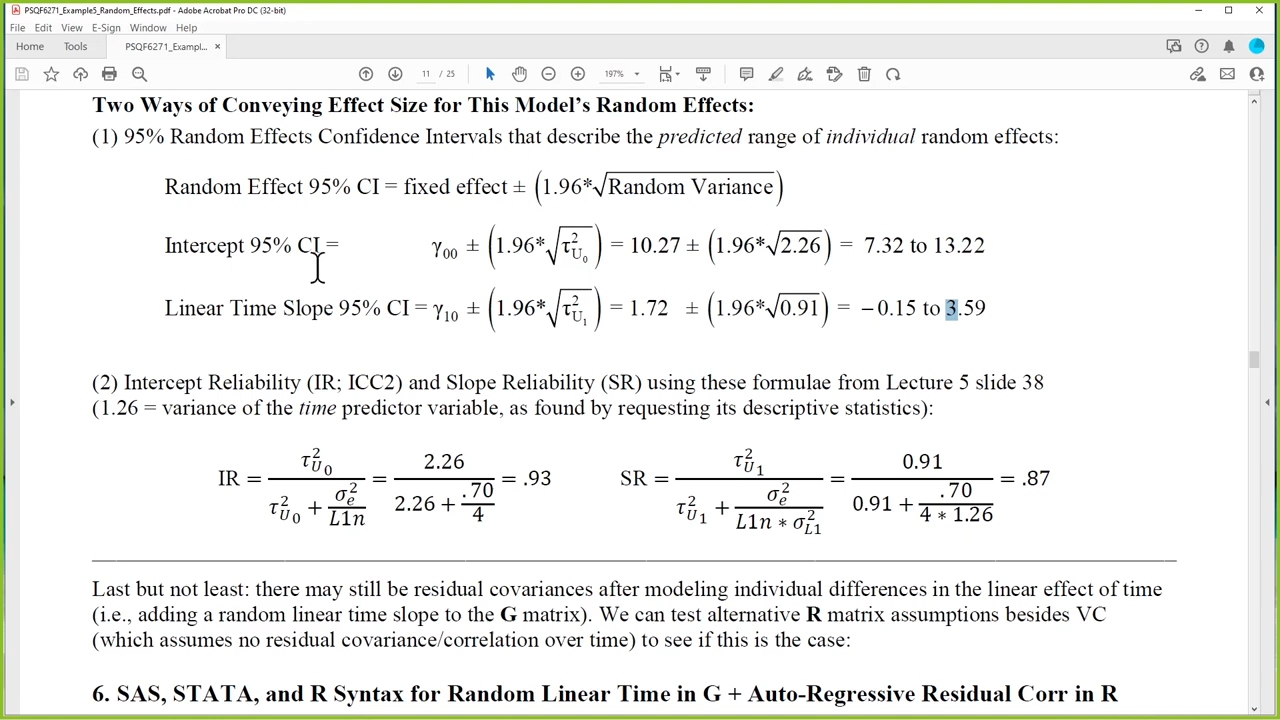 PSQF6271_Example5_Random_Effects.pdf - Adobe Acrobat Pro DC (32-bit)
File Edit View E-Sign Window Help
Home Tools PSQF6271_Exampl... ×
11 / 25 197%
Two Ways of Conveying Effect Size for This Model's Random Effects:
(1) 95% Random Effects Confidence Intervals that describe the predicted range of individual random effects:
Random Effect 95% CI = fixed effect ± (1.96*√Random Variance)
Intercept 95% CI = γ00 ± (1.96*√τ²U0) = 10.27 ± (1.96*√2.26) = 7.32 to 13.22
Linear Time Slope 95% CI = γ10 ± (1.96*√τ²U1) = 1.72 ± (1.96*√0.91) = −0.15 to 3.59
(2) Intercept Reliability (IR; ICC2) and Slope Reliability (SR) using these formulae from Lecture 5 slide 38
(1.26 = variance of the time predictor variable, as found by requesting its descriptive statistics):
IR = τ²U0 / (τ²U0 + σ²e / L1n) = 2.26 / (2.26 + .70 / 4) = .93 SR = τ²U1 / (τ²U1 + σ²e / (L1n * σ²L1)) = 0.91 / (0.91 + .70 / (4 * 1.26)) = .87
Last but not least: there may still be residual covariances after modeling individual differences in the linear effect of time
(i.e., adding a random linear time slope to the G matrix). We can test alternative R matrix assumptions besides VC
(which assumes no residual covariance/correlation over time) to see if this is the case:
6. SAS, STATA, and R Syntax for Random Linear Time in G + Auto-Regressive Residual Corr in R